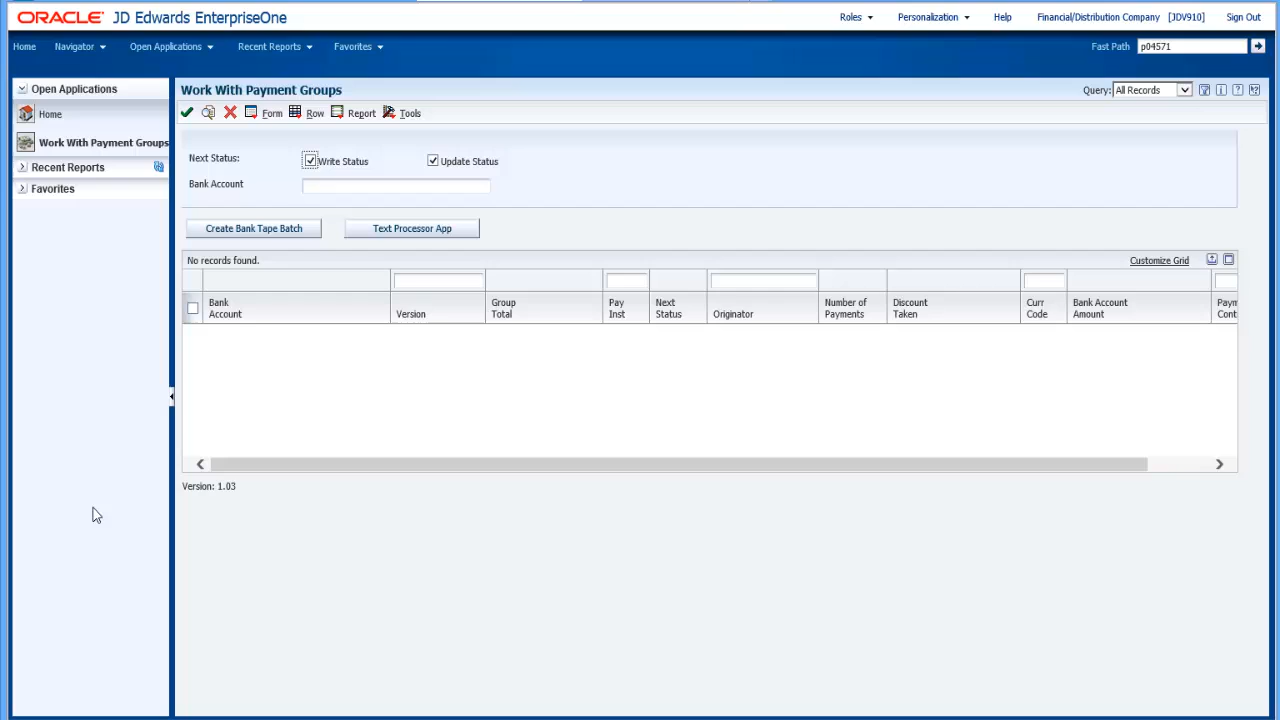 ORACLE JD Edwards EnterpriseOne
Roles Personalization Help Financial/Distribution Company [JDV910] Sign Out
Home Navigator Open Applications Recent Reports Favorites Fast Path p04571
Open Applications
Home
Work With Payment Groups
Recent Reports
Favorites
Work With Payment Groups Query: All Records
Form Row Report Tools
Next Status: Write Status Update Status
Bank Account
Create Bank Tape Batch Text Processor App
No records found. Customize Grid
Bank Account Version Group Total Pay Inst Next Status Originator Number of Payments Discount Taken Curr Code Bank Account Amount Paym Cont
Version: 1.03